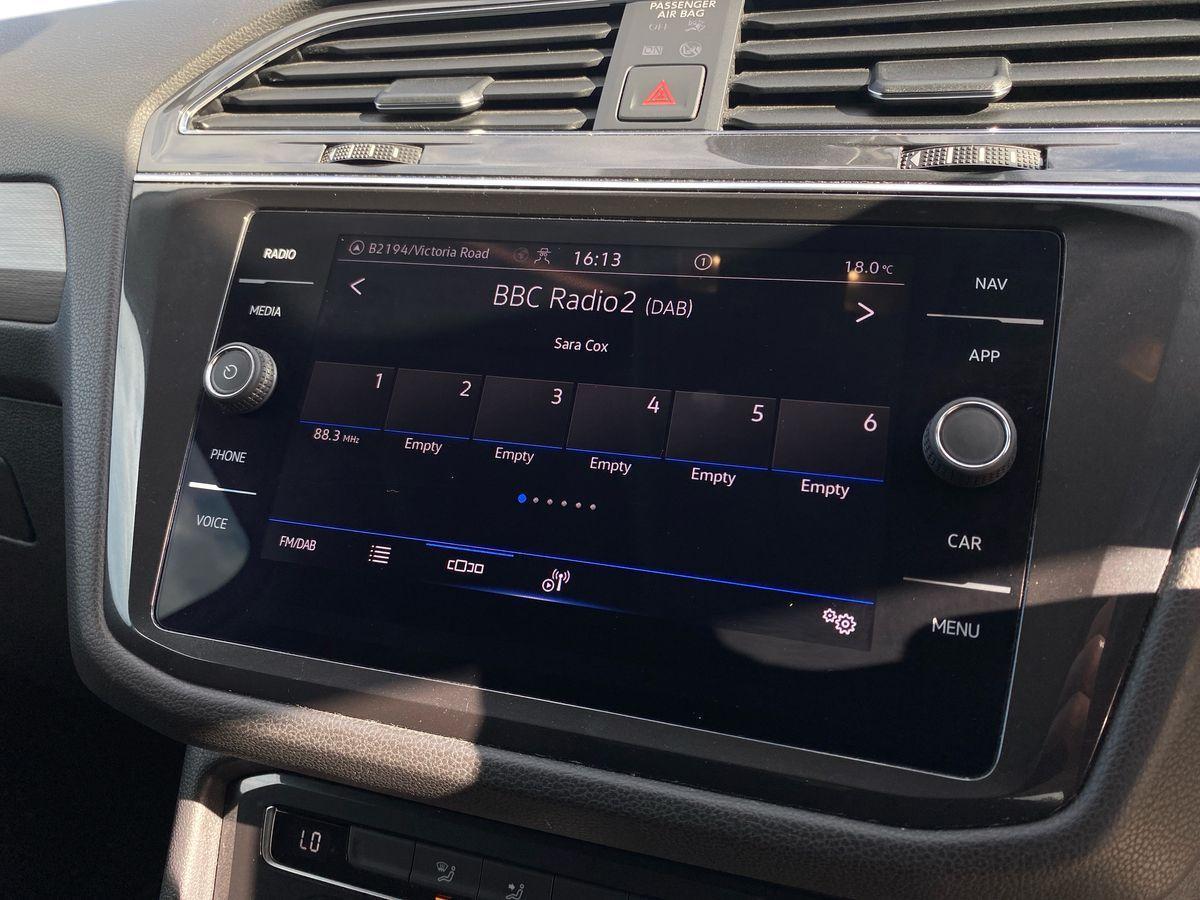 PASSENGER
AIR BAG
OFF
ON
RADIO
MEDIA
PHONE
VOICE
B2194/Victoria Road
16:13
1
18.0°C
< BBC Radio2 (DAB) >
Sara Cox
1 2 3 4 5 6
88.3 MHz Empty Empty Empty Empty Empty
FM/DAB
NAV
APP
CAR
MENU
LO